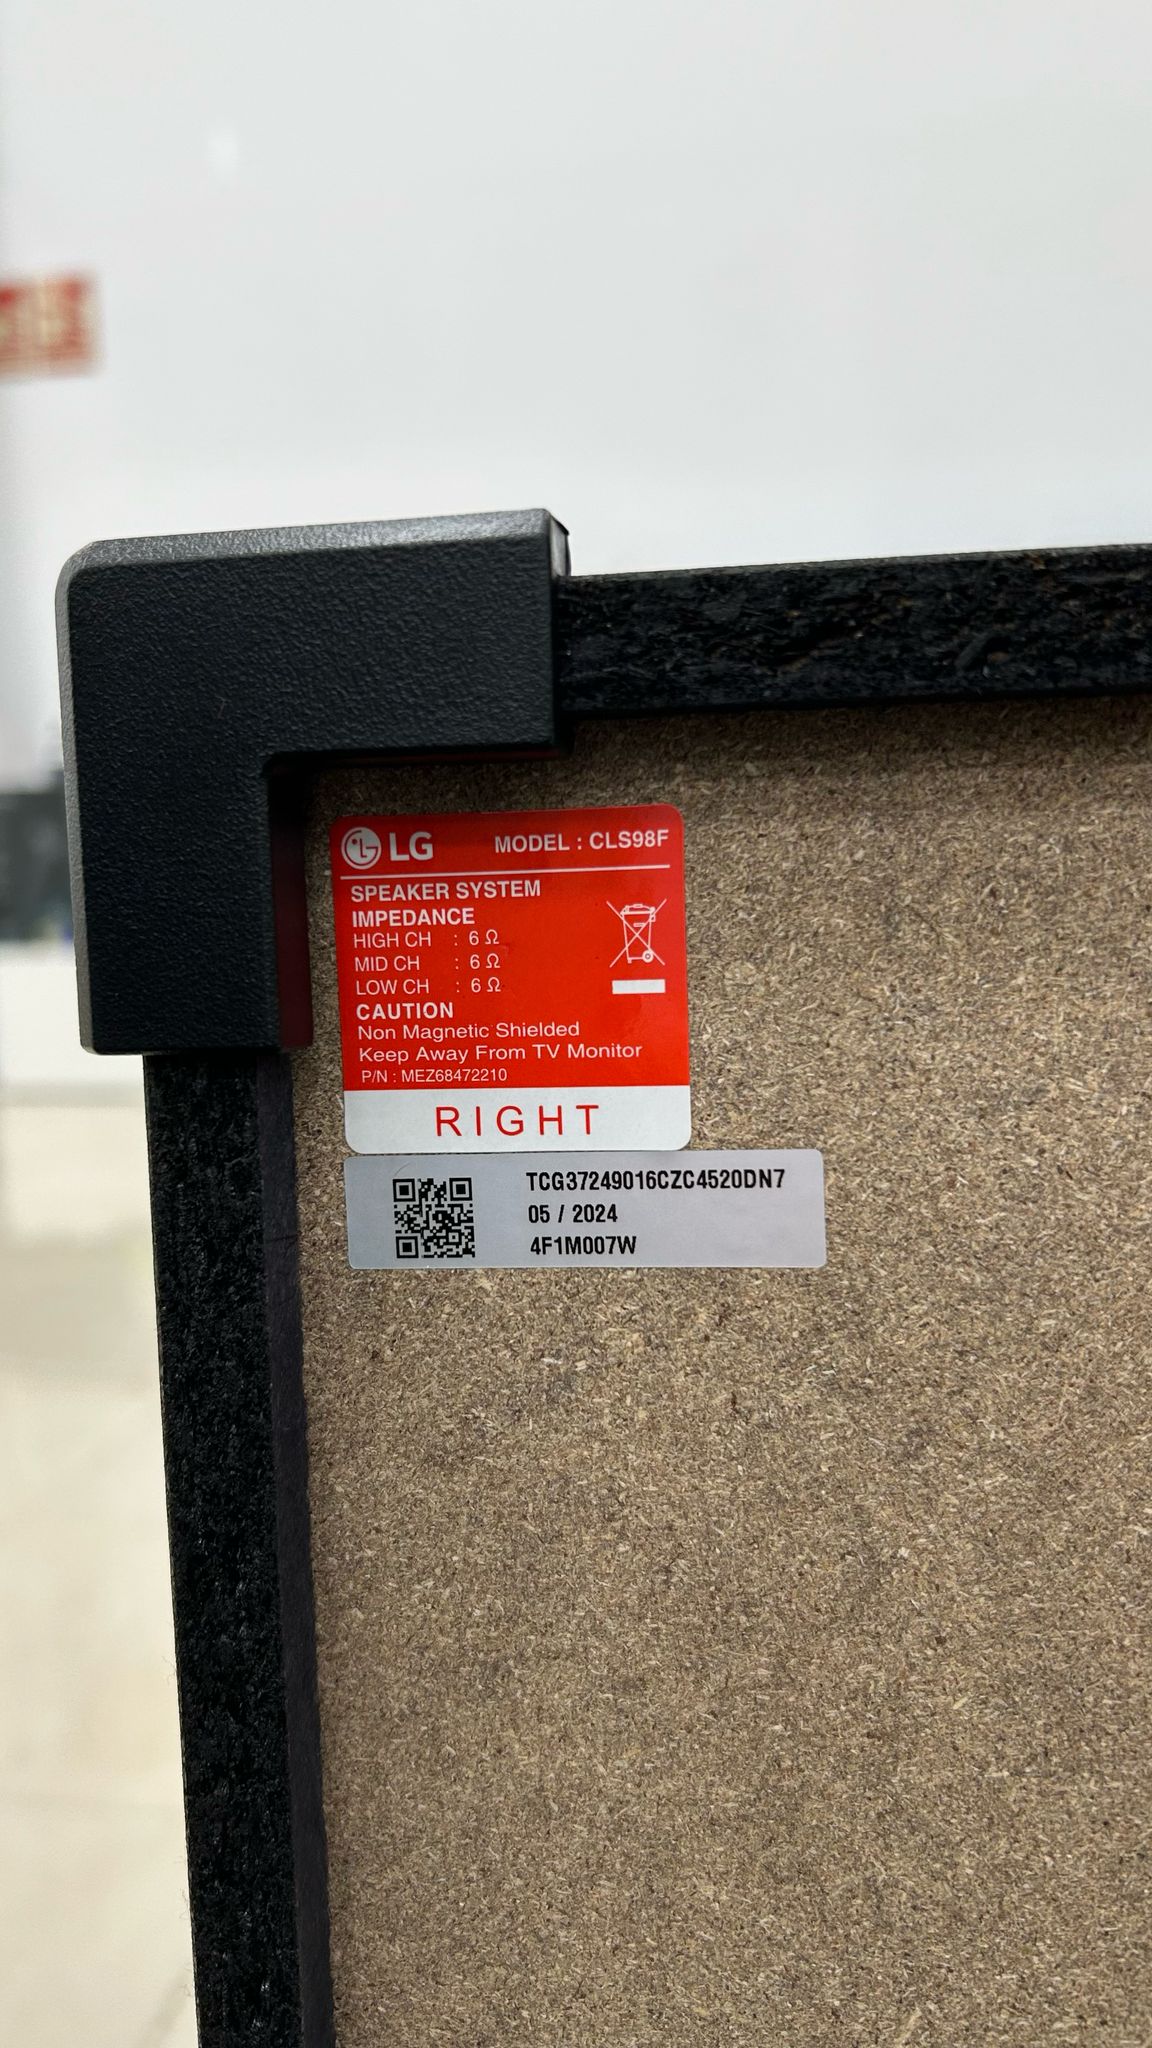 LG MODEL : CLS98F
SPEAKER SYSTEM
IMPEDANCE
HIGH CH : 6 Ω
MID CH : 6 Ω
LOW CH : 6 Ω
CAUTION
Non Magnetic Shielded
Keep Away From TV Monitor
P/N : MEZ68472210
RIGHT
TCG37249016CZC4520DN7
05 / 2024
4F1M007W